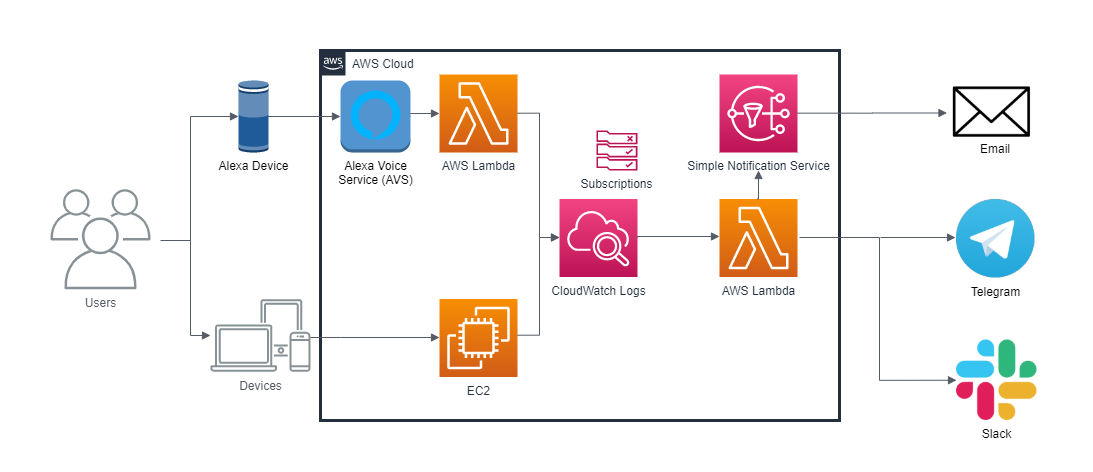 aws
AWS Cloud
Alexa Device
Alexa Voice
Service (AVS)
AWS Lambda
Subscriptions
Simple Notification Service
Email
Users
CloudWatch Logs
AWS Lambda
Telegram
Devices
EC2
Slack